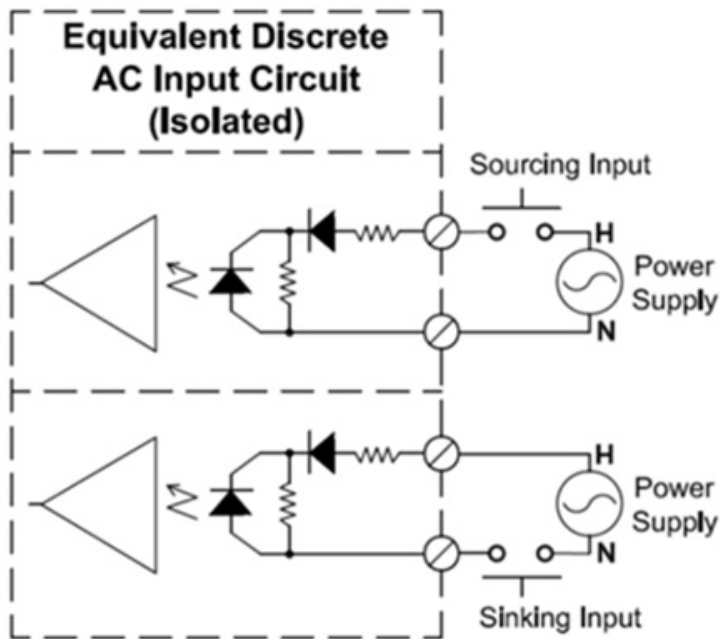 Equivalent Discrete
AC Input Circuit
(Isolated)
Sourcing Input
H
Power
Supply
N
H
Power
Supply
N
Sinking Input